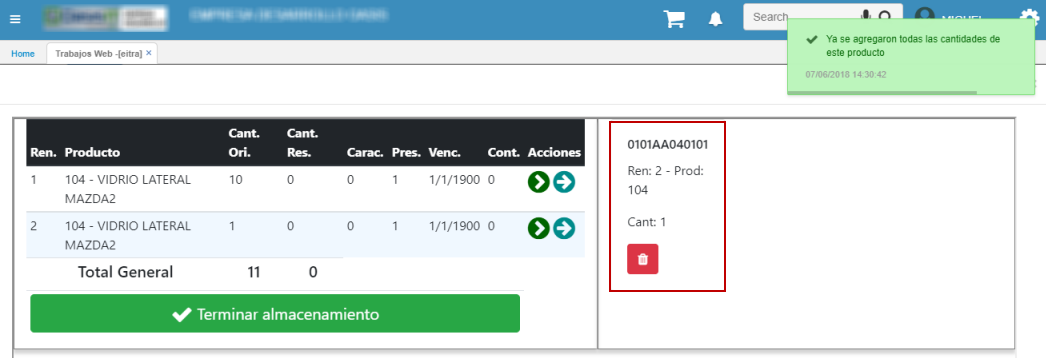 Search
MIGUEL
Ya se agregaron todas las cantidades de
este producto
07/06/2018 14:30:42
Home Trabajos Web -[eitra] ×
Cant. Cant.
Ren. Producto Ori. Res. Carac. Pres. Venc. Cont. Acciones
1 104 - VIDRIO LATERAL 10 0 0 1 1/1/1900 0
MAZDA2
2 104 - VIDRIO LATERAL 1 0 0 1 1/1/1900 0
MAZDA2
Total General 11 0
Terminar almacenamiento
0101AA040101
Ren: 2 - Prod:
104
Cant: 1